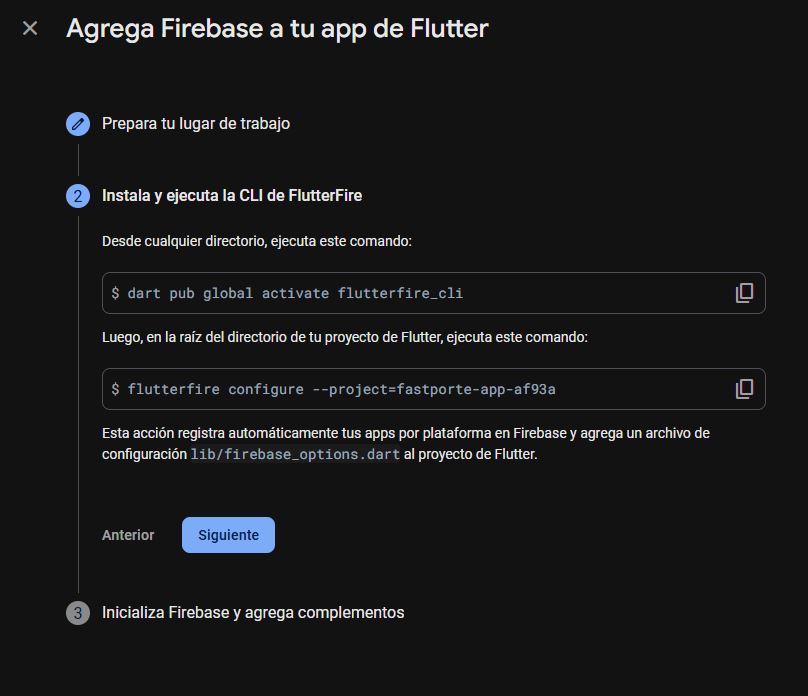 Agrega Firebase a tu app de Flutter
Prepara tu lugar de trabajo
2 Instala y ejecuta la CLI de FlutterFire
Desde cualquier directorio, ejecuta este comando:
$ dart pub global activate flutterfire_cli
Luego, en la raíz del directorio de tu proyecto de Flutter, ejecuta este comando:
$ flutterfire configure --project=fastporte-app-af93a
Esta acción registra automáticamente tus apps por plataforma en Firebase y agrega un archivo de
configuración lib/firebase_options.dart al proyecto de Flutter.
Anterior Siguiente
3 Inicializa Firebase y agrega complementos